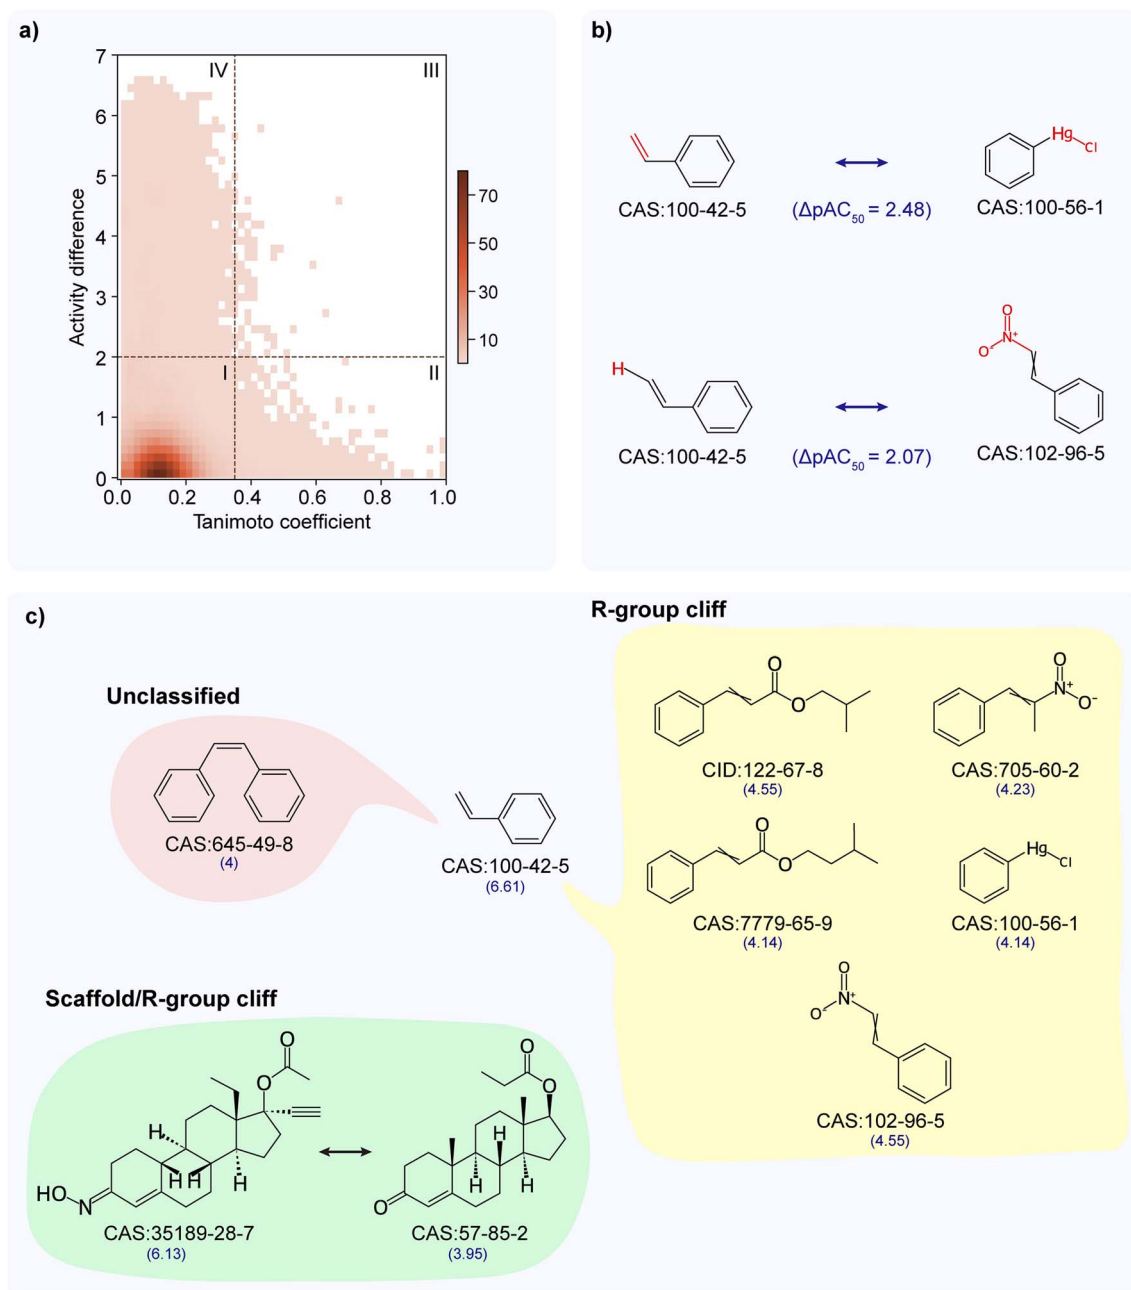 a)
7
6
5
4
3
2
1
0
Activity difference
IV
III
I
II
70
50
30
10
0.0
0.2
0.4
0.6
0.8
1.0
Tanimoto coefficient
b)
Hg
Cl
CAS:100-42-5
(ΔpAC50 = 2.48)
CAS:100-56-1
H
O
N+
O-
CAS:100-42-5
(ΔpAC50 = 2.07)
CAS:102-96-5
c)
Unclassified
CAS:645-49-8
(4)
CAS:100-42-5
(6.61)
R-group cliff
O
O
CID:122-67-8
(4.55)
O
N+
O-
CAS:705-60-2
(4.23)
O
O
CAS:7779-65-9
(4.14)
Hg
Cl
CAS:100-56-1
(4.14)
O
N+
O-
CAS:102-96-5
(4.55)
Scaffold/R-group cliff
O
O
H
H
H
H
HO
N
CAS:35189-28-7
(6.13)
O
O
H
H
H
O
CAS:57-85-2
(3.95)